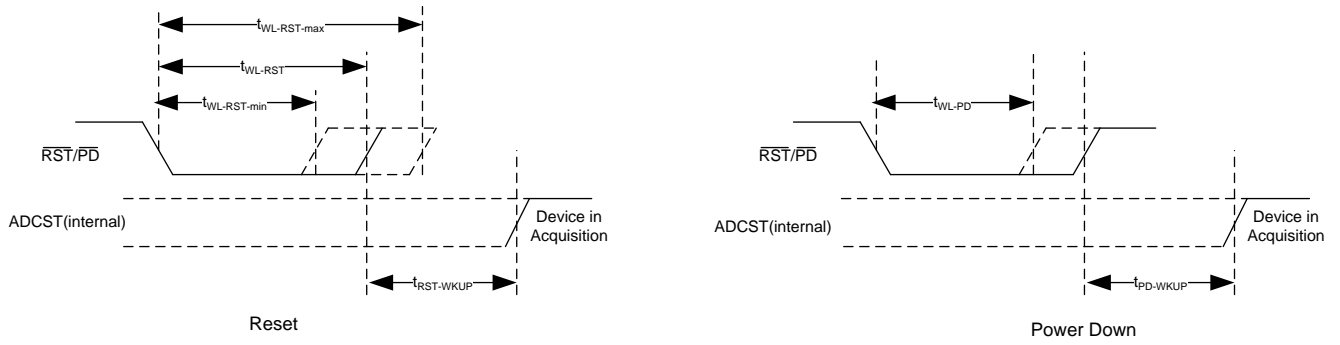 tWL-RST-max
tWL-RST
tWL-RST-min
RST/PD
ADCST(internal)
Device in
Acquisition
tRST-WKUP
Reset
tWL-PD
RST/PD
ADCST(internal)
Device in
Acquisition
tPD-WKUP
Power Down